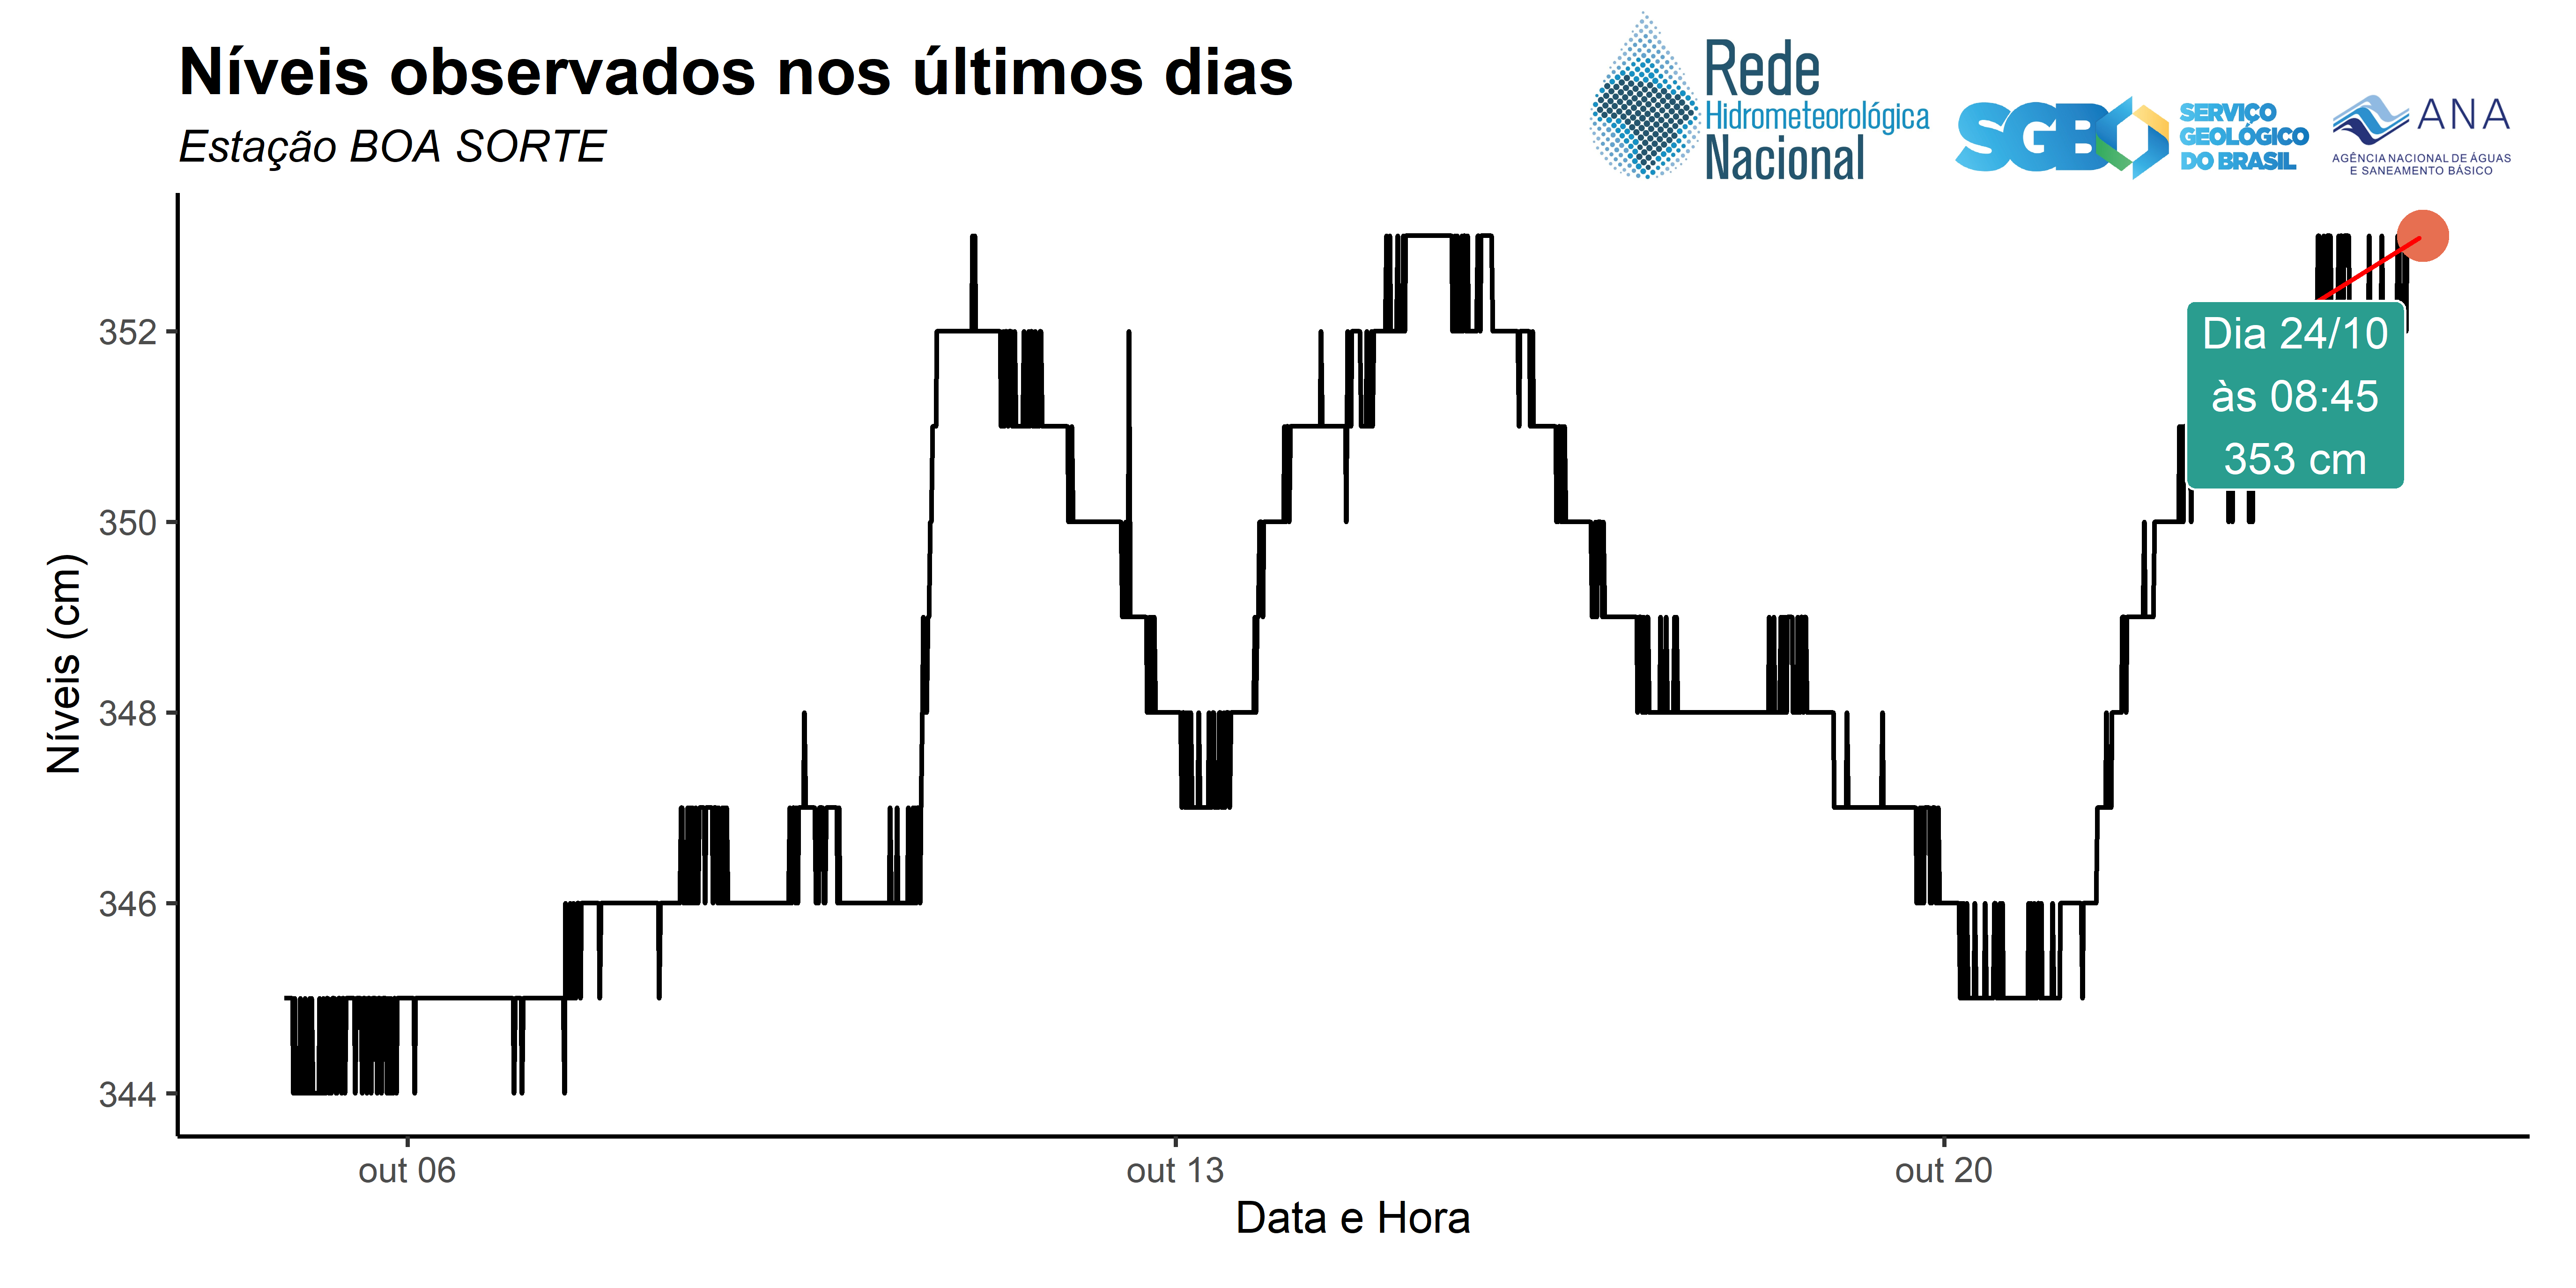 Níveis observados nos últimos dias
Estação BOA SORTE
Rede
Hidrometeorológica
Nacional
SGB
SERVIÇO
GEOLÓGICO
DO BRASIL
ANA
AGÊNCIA NACIONAL DE ÁGUAS
E SANEAMENTO BÁSICO
Níveis (cm)
352
350
348
346
344
Dia 24/10
às 08:45
353 cm
out 06
out 13
out 20
Data e Hora